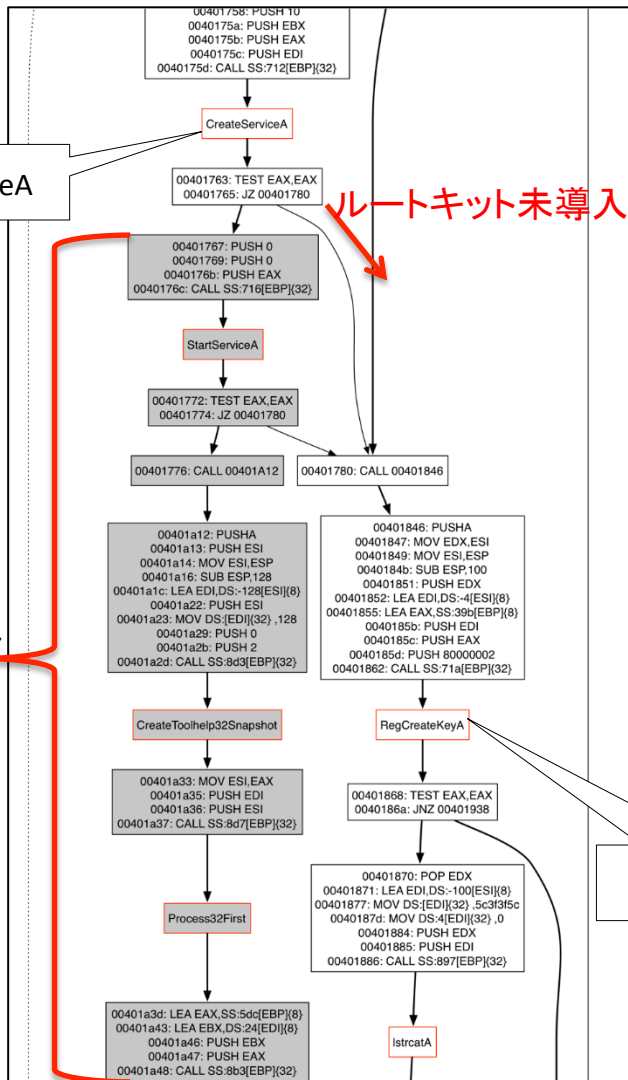 00401758: PUSH 10
0040175a: PUSH EBX
0040175b: PUSH EAX
0040175c: PUSH EDI
0040175d: CALL SS:712[EBP]{32}
CreateServiceA
eA
00401763: TEST EAX,EAX
00401765: JZ 00401780
ルートキット未導入
00401767: PUSH 0
00401769: PUSH 0
0040176b: PUSH EAX
0040176c: CALL SS:716[EBP]{32}
StartServiceA
00401772: TEST EAX,EAX
00401774: JZ 00401780
00401776: CALL 00401A12
00401780: CALL 00401846
00401a12: PUSHA
00401a13: PUSH ESI
00401a14: MOV ESI,ESP
00401a16: SUB ESP,128
00401a1c: LEA EDI,DS:-128[ESI]{8}
00401a22: PUSH ESI
00401a23: MOV DS:[EDI]{32} ,128
00401a29: PUSH 0
00401a2b: PUSH 2
00401a2d: CALL SS:8d3[EBP]{32}
00401846: PUSHA
00401847: MOV EDX,ESI
00401849: MOV ESI,ESP
0040184b: SUB ESP,100
00401851: PUSH EDX
00401852: LEA EDI,DS:-4[ESI]{8}
00401855: LEA EAX,SS:39b[EBP]{8}
0040185b: PUSH EDI
0040185c: PUSH EAX
0040185d: PUSH 80000002
00401862: CALL SS:71a[EBP]{32}
CreateToolhelp32Snapshot
RegCreateKeyA
00401a33: MOV ESI,EAX
00401a35: PUSH EDI
00401a36: PUSH ESI
00401a37: CALL SS:8d7[EBP]{32}
00401868: TEST EAX,EAX
0040186a: JNZ 00401938
Process32First
00401870: POP EDX
00401871: LEA EDI,DS:-100[ESI]{8}
00401877: MOV DS:[EDI]{32} ,5c3f3f5c
0040187d: MOV DS:4[EDI]{32} ,0
00401884: PUSH EDX
00401885: PUSH EDI
00401886: CALL SS:897[EBP]{32}
00401a3d: LEA EAX,SS:5dc[EBP]{8}
00401a43: LEA EBX,DS:24[EDI]{8}
00401a46: PUSH EBX
00401a47: PUSH EAX
00401a48: CALL SS:8b3[EBP]{32}
lstrcatA